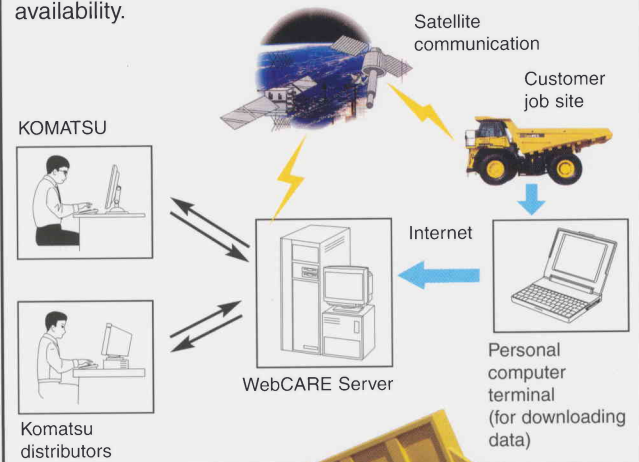 availability.
Satellite
communication
Customer
job site
KOMATSU
Internet
WebCARE Server
Personal
computer
terminal
(for downloading
data)
Komatsu
distributors